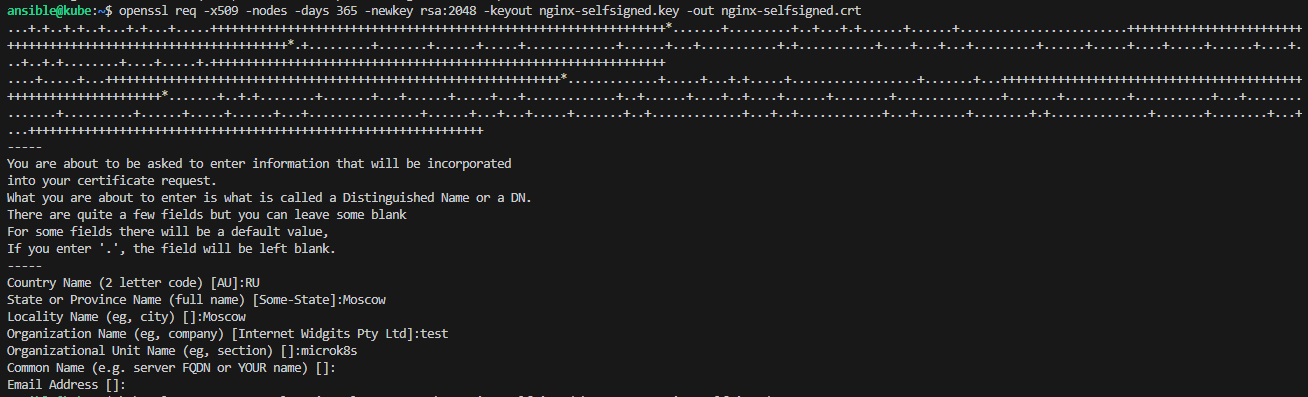 ansible@kube:~$ openssl req -x509 -nodes -days 365 -newkey rsa:2048 -keyout nginx-selfsigned.key -out nginx-selfsigned.crt
-----
You are about to be asked to enter information that will be incorporated
into your certificate request.
What you are about to enter is what is called a Distinguished Name or a DN.
There are quite a few fields but you can leave some blank
For some fields there will be a default value,
If you enter '.', the field will be left blank.
-----
Country Name (2 letter code) [AU]:RU
State or Province Name (full name) [Some-State]:Moscow
Locality Name (eg, city) []:Moscow
Organization Name (eg, company) [Internet Widgits Pty Ltd]:test
Organizational Unit Name (eg, section) []:microk8s
Common Name (e.g. server FQDN or YOUR name) []:
Email Address []: